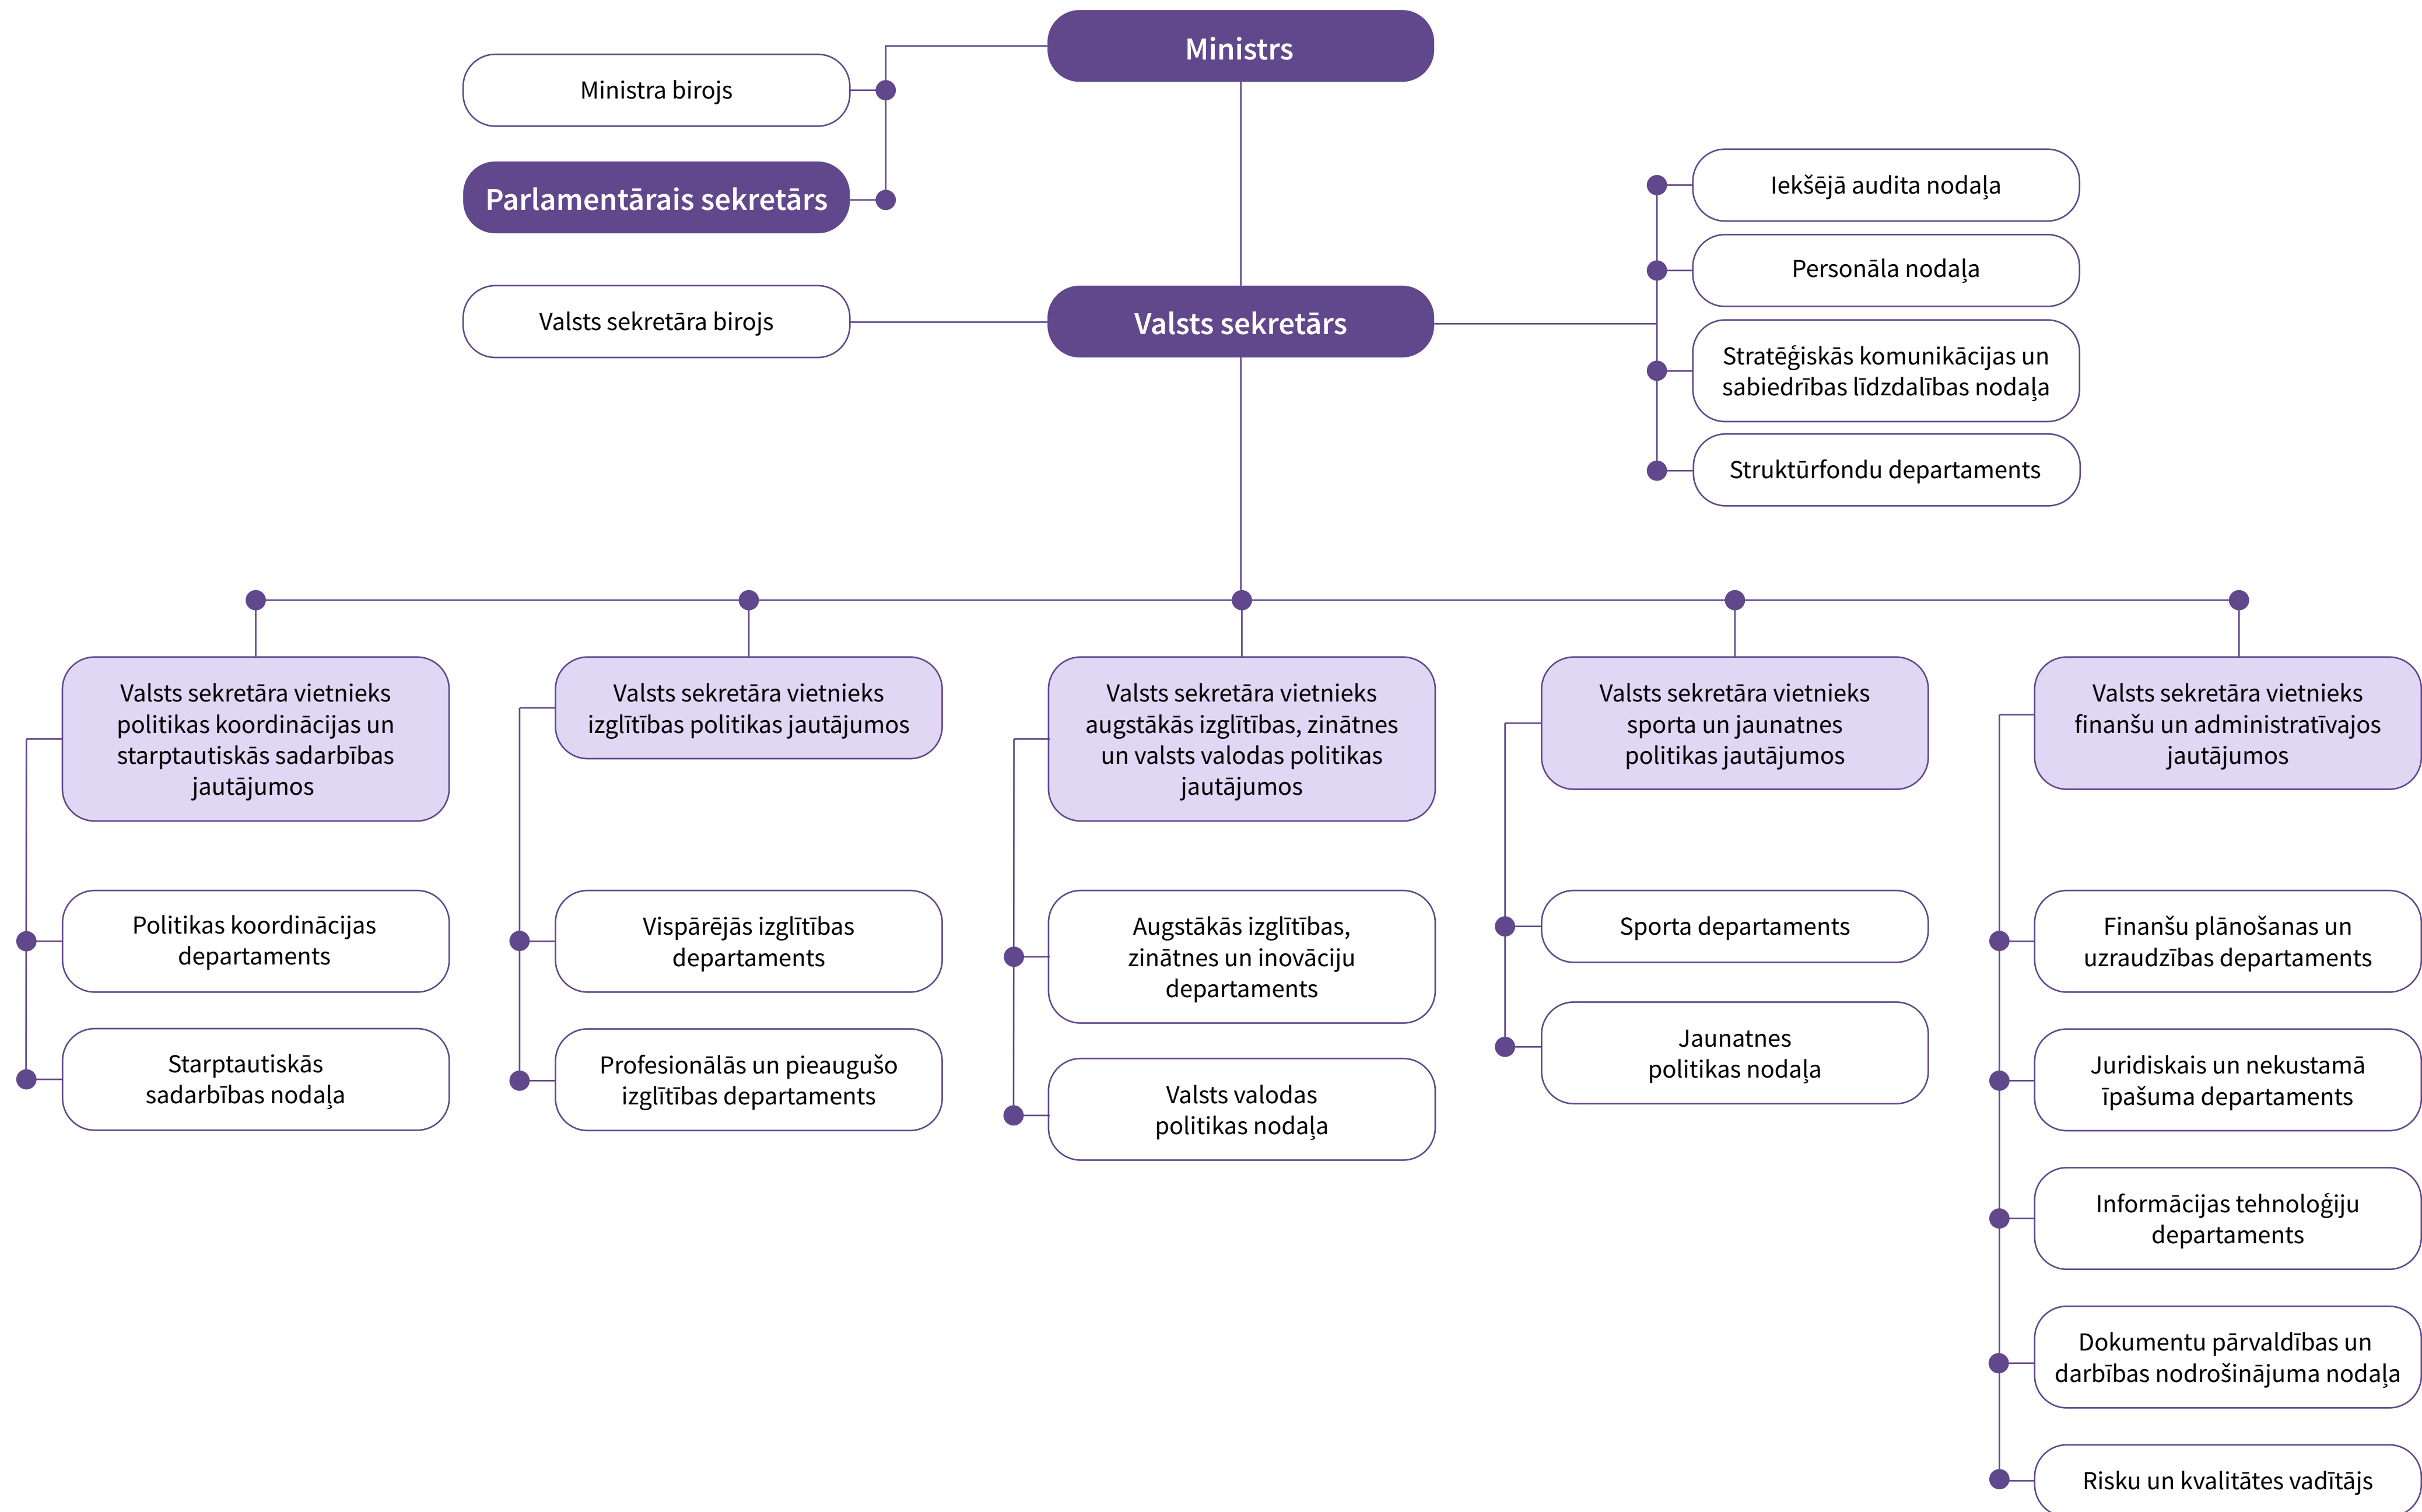 Ministrs
Ministra birojs
Parlamentārais sekretārs
Valsts sekretāra birojs
Valsts sekretārs
Iekšējā audita nodaļa
Personāla nodaļa
Stratēģiskās komunikācijas un
sabiedrības līdzdalības nodaļa
Struktūrfondu departaments
Valsts sekretāra vietnieks
politikas koordinācijas un
starptautiskās sadarbības
jautājumos
Politikas koordinācijas
departaments
Starptautiskās
sadarbības nodaļa
Valsts sekretāra vietnieks
izglītības politikas jautājumos
Vispārējās izglītības
departaments
Profesionālās un pieaugušo
izglītības departaments
Valsts sekretāra vietnieks
augstākās izglītības, zinātnes
un valsts valodas politikas
jautājumos
Augstākās izglītības,
zinātnes un inovāciju
departaments
Valsts valodas
politikas nodaļa
Valsts sekretāra vietnieks
sporta un jaunatnes
politikas jautājumos
Sporta departaments
Jaunatnes
politikas nodaļa
Valsts sekretāra vietnieks
finanšu un administratīvajos
jautājumos
Finanšu plānošanas un
uzraudzības departaments
Juridiskais un nekustamā
īpašuma departaments
Informācijas tehnoloģiju
departaments
Dokumentu pārvaldības un
darbības nodrošinājuma nodaļa
Risku un kvalitātes vadītājs